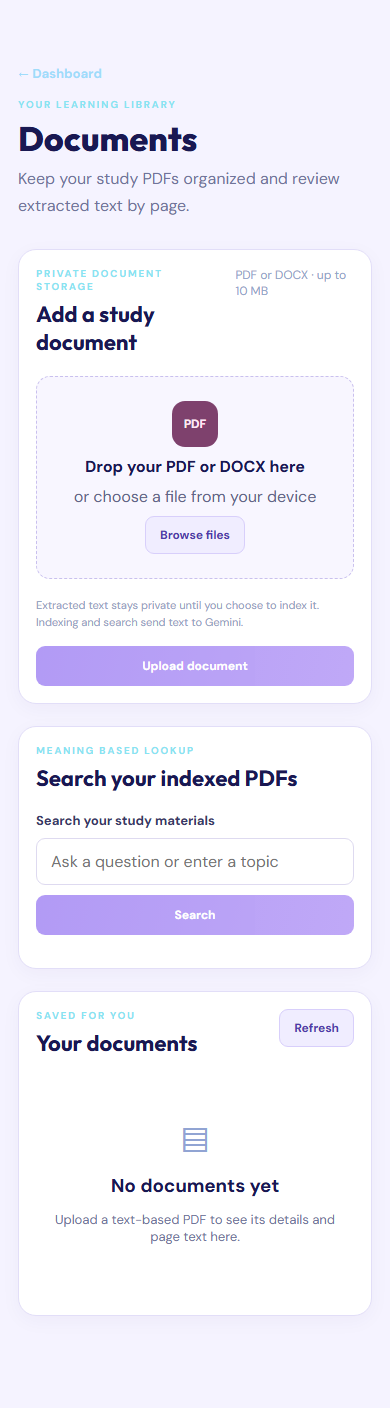 ← Dashboard
YOUR LEARNING LIBRARY
Documents
Keep your study PDFs organized and review
extracted text by page.
PRIVATE DOCUMENT
STORAGE
Add a study
document
PDF or DOCX · up to
10 MB
PDF
Drop your PDF or DOCX here
or choose a file from your device
Browse files
Extracted text stays private until you choose to index it.
Indexing and search send text to Gemini.
Upload document
MEANING BASED LOOKUP
Search your indexed PDFs
Search your study materials
Ask a question or enter a topic
Search
SAVED FOR YOU
Your documents
Refresh
No documents yet
Upload a text-based PDF to see its details and
page text here.